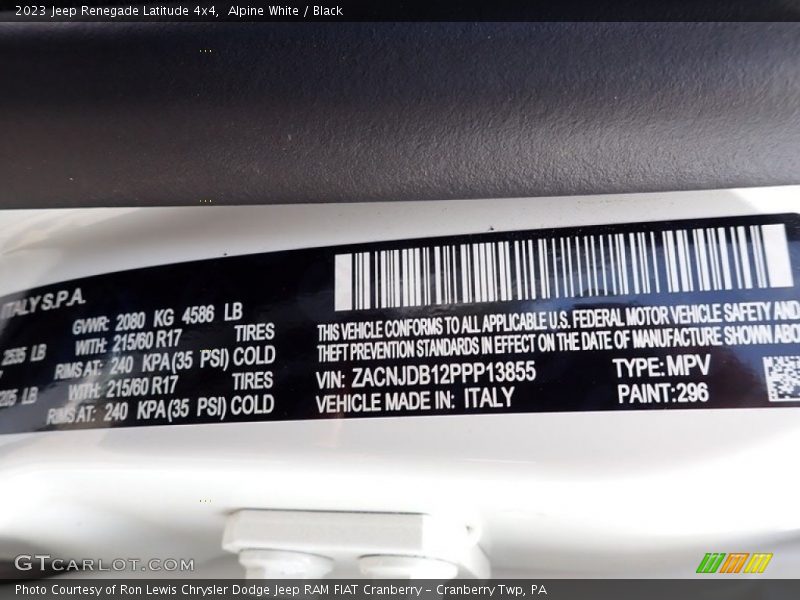 2023 Jeep Renegade Latitude 4x4,  Alpine White / Black
ITALY S.P.A.
GVWR: 2080 KG 4586 LB
WITH: 215/60 R17 TIRES
LB
RIMS AT: 240 KPA(35 PSI) COLD
WITH: 215/60 R17 TIRES
LB
RIMS AT: 240 KPA(35 PSI) COLD
THIS VEHICLE CONFORMS TO ALL APPLICABLE U.S. FEDERAL MOTOR VEHICLE SAFETY AND
THEFT PREVENTION STANDARDS IN EFFECT ON THE DATE OF MANUFACTURE SHOWN ABO
VIN: ZACNJDB12PPP13855 TYPE: MPV
VEHICLE MADE IN: ITALY PAINT: 296
GTCARLOT.COM
Photo Courtesy of Ron Lewis Chrysler Dodge Jeep RAM FIAT Cranberry - Cranberry Twp, PA